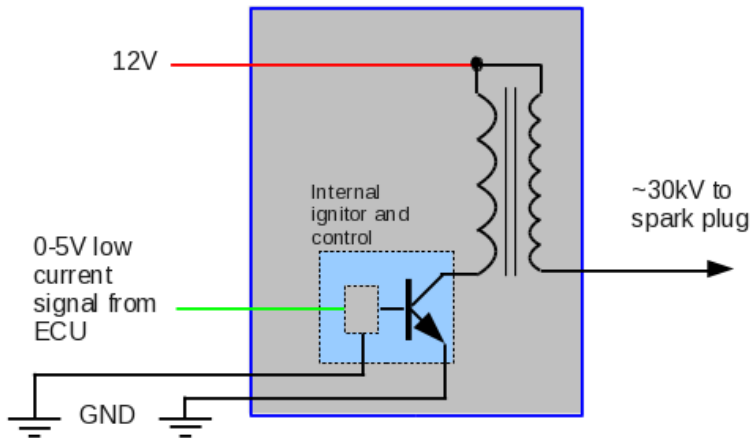 12V
Internal
ignitor and
control
~30kV to
spark plug
0-5V low
current
signal from
ECU
GND